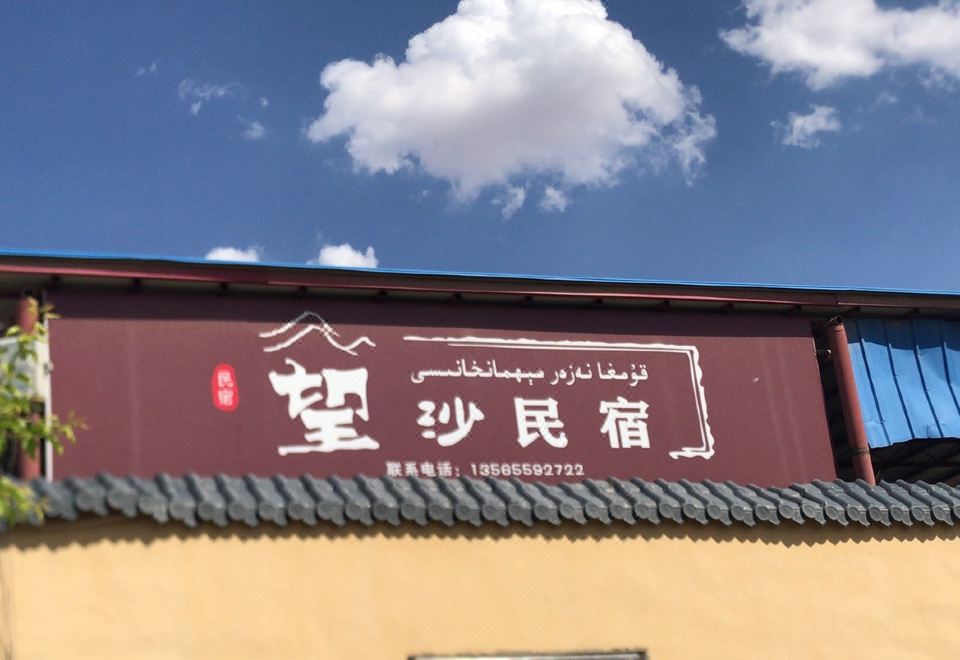 قۇمغا نەزەر مېھمانخانىسى
民宿
望沙民宿
联系电话：13565592722